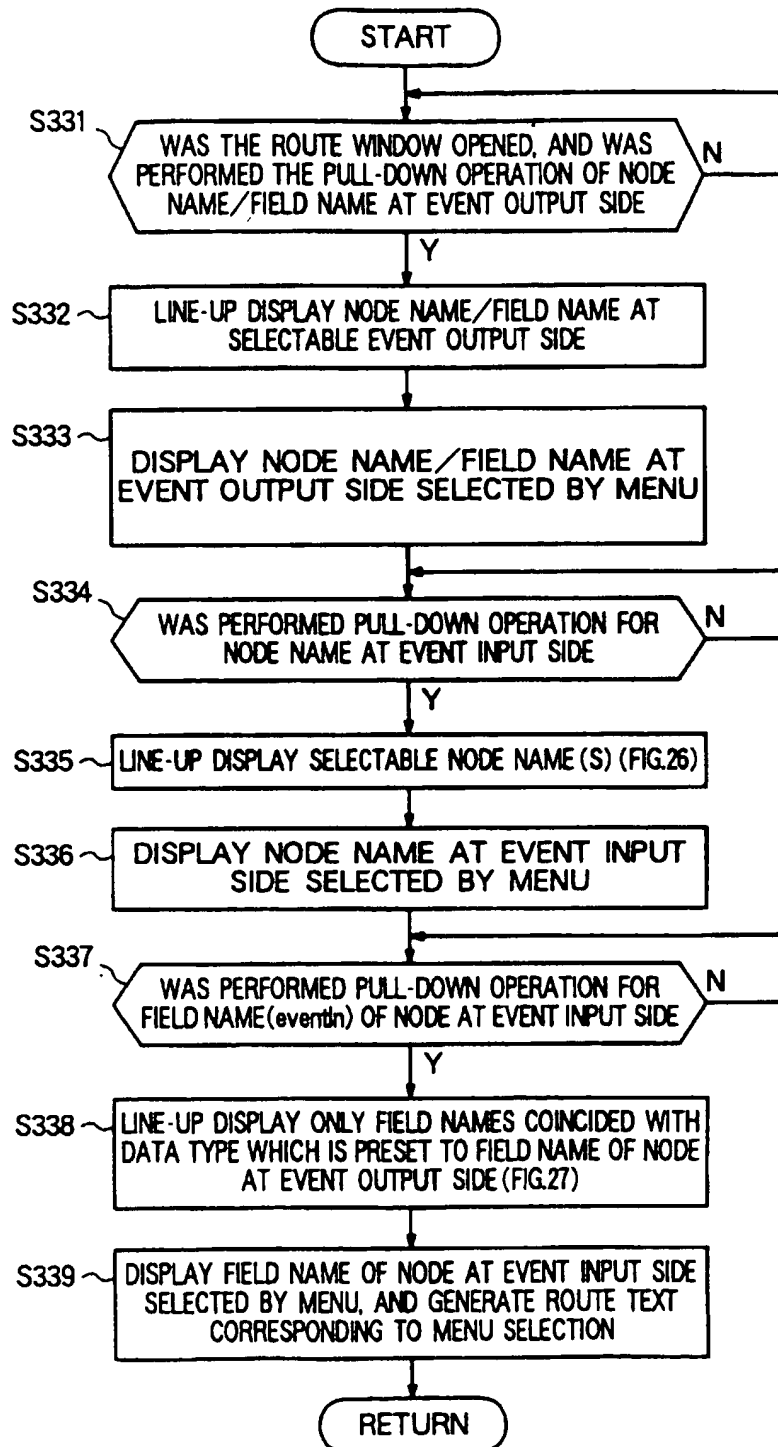 START
S331
WAS THE ROUTE WINDOW OPENED, AND WAS
PERFORMED THE PULL-DOWN OPERATION OF NODE
NAME/FIELD NAME AT EVENT OUTPUT SIDE
N
Y
S332
LINE-UP DISPLAY NODE NAME/FIELD NAME AT
SELECTABLE EVENT OUTPUT SIDE
S333
DISPLAY NODE NAME/FIELD NAME AT
EVENT OUTPUT SIDE SELECTED BY MENU
S334
WAS PERFORMED PULL-DOWN OPERATION FOR
NODE NAME AT EVENT INPUT SIDE
N
Y
S335
LINE-UP DISPLAY SELECTABLE NODE NAME(S) (FIG.26)
S336
DISPLAY NODE NAME AT EVENT INPUT
SIDE SELECTED BY MENU
S337
WAS PERFORMED PULL-DOWN OPERATION FOR
FIELD NAME(eventIn) OF NODE AT EVENT INPUT SIDE
N
Y
S338
LINE-UP DISPLAY ONLY FIELD NAMES COINCIDED WITH
DATA TYPE WHICH IS PRESET TO FIELD NAME OF NODE
AT EVENT OUTPUT SIDE(FIG.27)
S339
DISPLAY FIELD NAME OF NODE AT EVENT INPUT SIDE
SELECTED BY MENU, AND GENERATE ROUTE TEXT
CORRESPONDING TO MENU SELECTION
RETURN